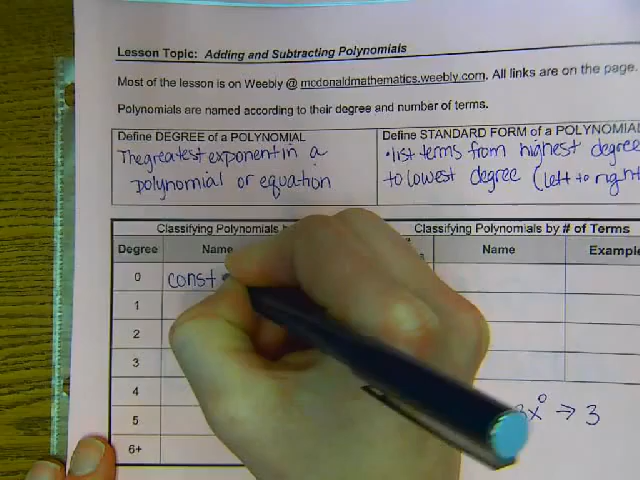 Lesson Topic: Adding and Subtracting Polynomials
Most of the lesson is on Weebly @ mcdonaldmathematics.weebly.com. All links are on the page.
Polynomials are named according to their degree and number of terms.
Define DEGREE of a POLYNOMIAL
The greatest exponent in a
polynomial or equation
Define STANDARD FORM of a POLYNOMIAL
•list terms from highest degree
to lowest degree (left to right
Classifying Polynomials
Degree Name
0 const
1
2
3
4
5
6+
Classifying Polynomials by # of Terms
Name Example
3x⁰ → 3